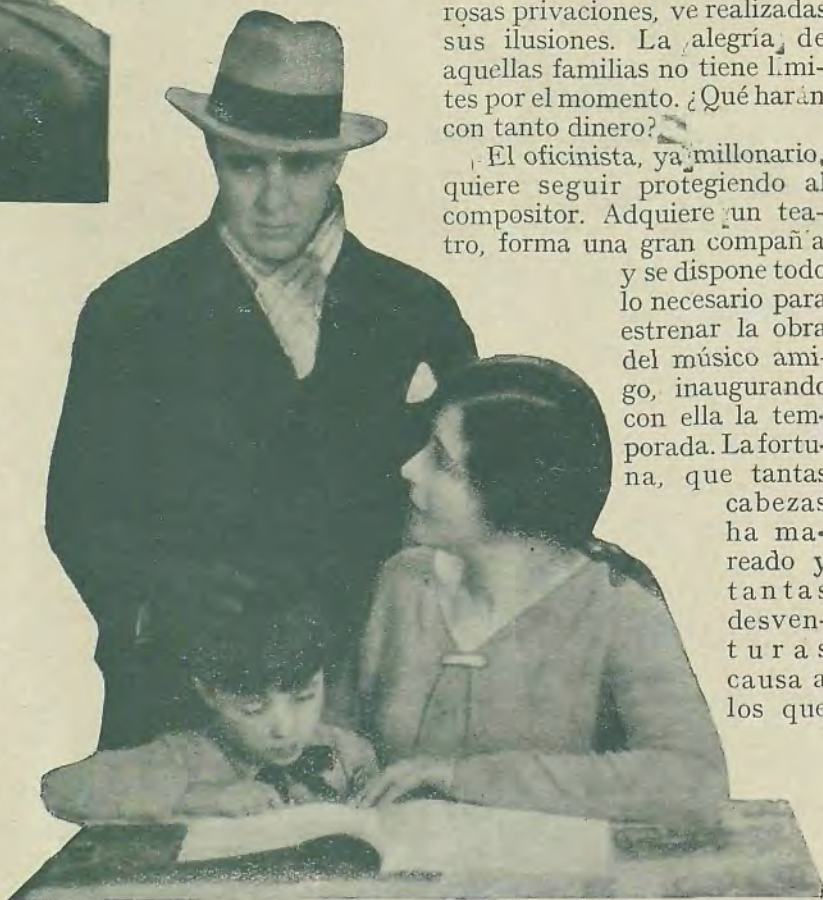 rosas privaciones, ve realizadas
sus ilusiones. La alegría de
aquellas familias no tiene lími-
tes por el momento. ¿Qué harán
con tanto dinero?
El oficinista, ya millonario,
quiere seguir protegiendo al
compositor. Adquiere un tea-
tro, forma una gran compañía
y se dispone todo
lo necesario para
estrenar la obra
del músico ami-
go, inaugurando
con ella la tem-
porada. La fortu-
na, que tantas
cabezas
ha ma-
reado y
tantas
desven-
turas
causa a
los que